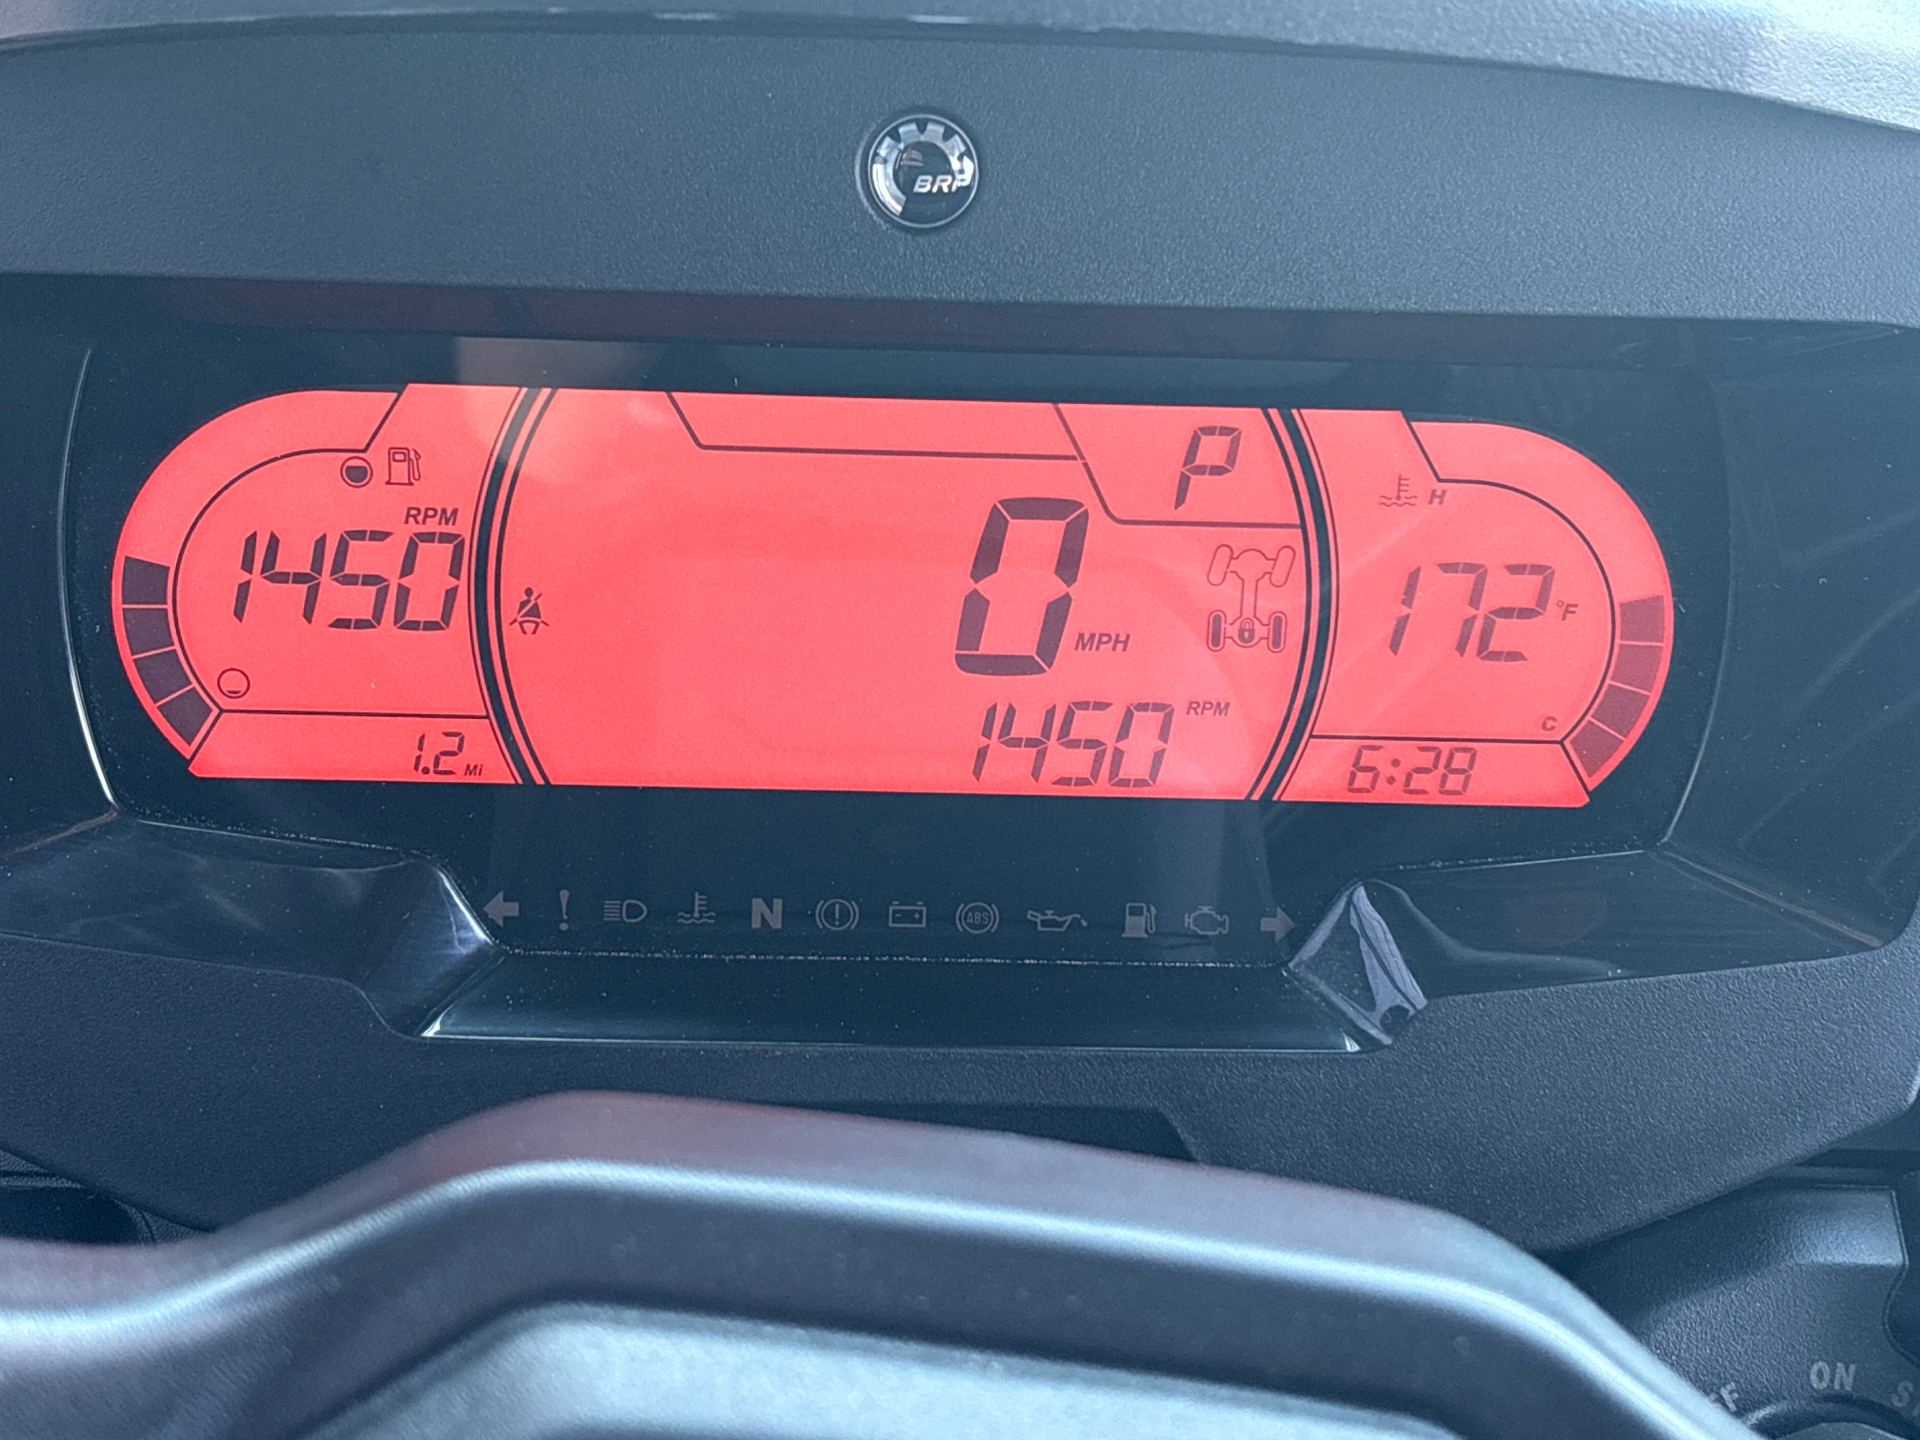 BRP
P
H
RPM
1450
0
MPH
172 °F
1450 RPM
C
1.2 Mi
6:28
N
ABS
ON